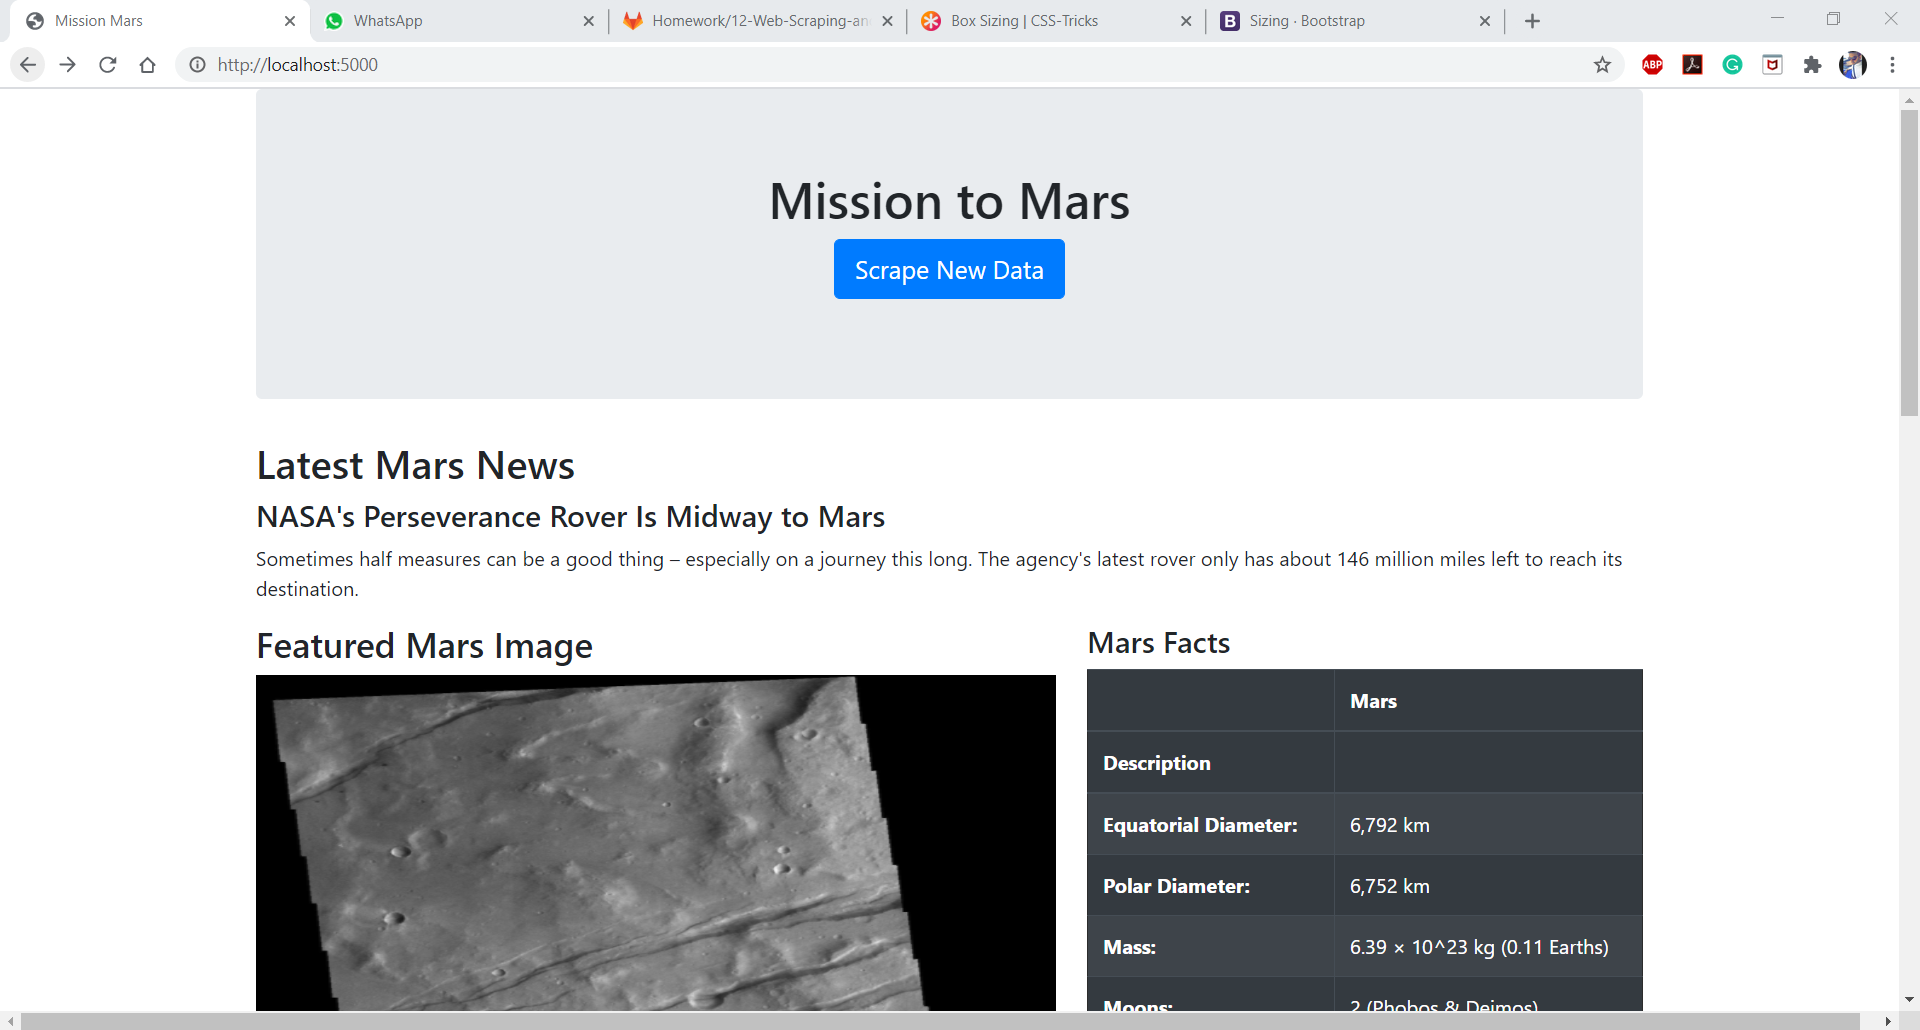 Mission Mars
WhatsApp
Homework/12-Web-Scraping-an
Box Sizing | CSS-Tricks
Sizing · Bootstrap
http://localhost:5000
ABP
Mission to Mars
Scrape New Data
Latest Mars News
NASA's Perseverance Rover Is Midway to Mars
Sometimes half measures can be a good thing – especially on a journey this long. The agency's latest rover only has about 146 million miles left to reach its
destination.
Featured Mars Image
Mars Facts
Mars
Description
Equatorial Diameter: 6,792 km
Polar Diameter: 6,752 km
Mass: 6.39 × 10^23 kg (0.11 Earths)
Moons: 2 (Phobos & Deimos)